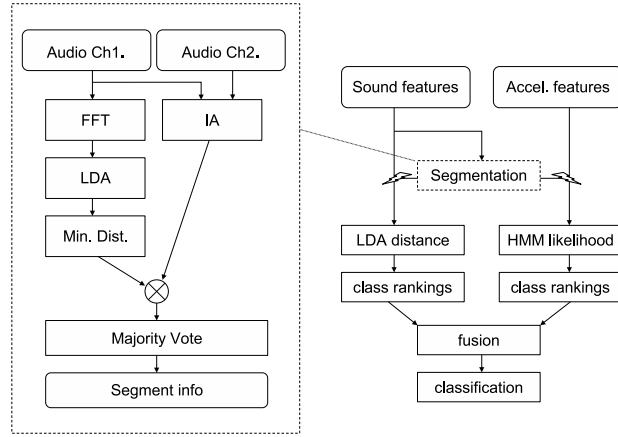 Audio Ch1.
Audio Ch2.
FFT
IA
LDA
Min. Dist.
Majority Vote
Segment info
Sound features
Accel. features
Segmentation
LDA distance
HMM likelihood
class rankings
class rankings
fusion
classification